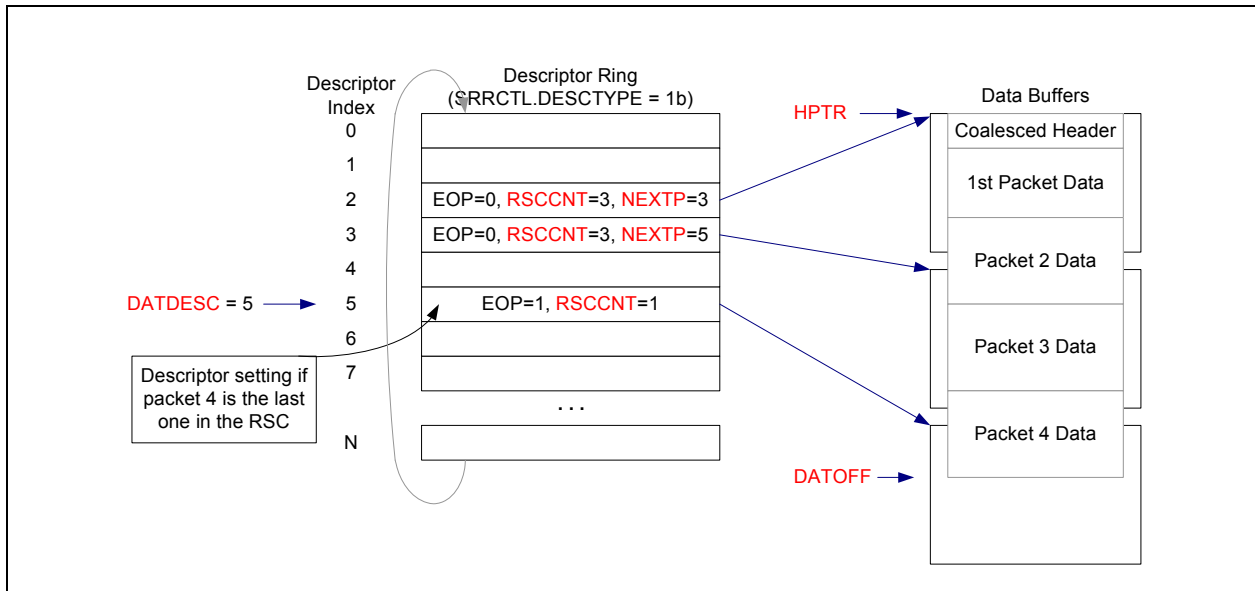 Descriptor
Index
Descriptor Ring
(SRRCTL.DESCTYPE = 1b)
Data Buffers
HPTR
Coalesced Header
0
1
1st Packet Data
2
EOP=0, RSCCNT=3, NEXTP=3
3
EOP=0, RSCCNT=3, NEXTP=5
Packet 2 Data
4
DATDESC = 5
5
EOP=1, RSCCNT=1
6
Packet 3 Data
7
Descriptor setting if
packet 4 is the last
one in the RSC
. . .
N
Packet 4 Data
DATOFF